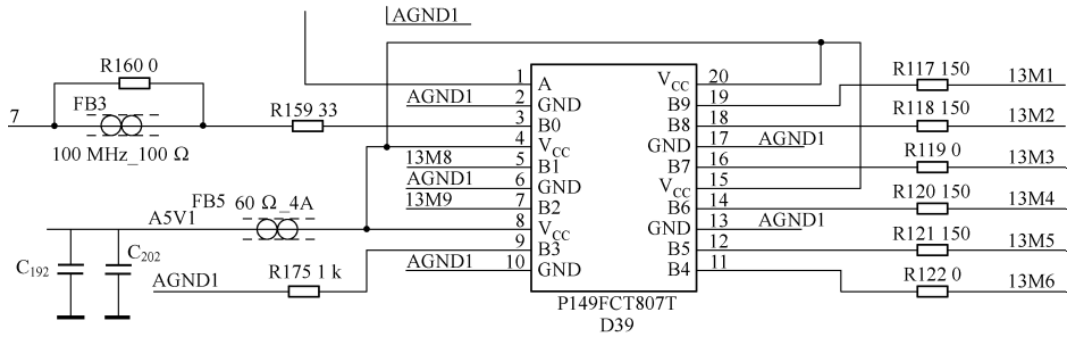 AGND1
R160 0
7
FB3
100 MHz_100 Ω
R159 33
AGND1
13M8
AGND1
13M9
FB5 60 Ω_4A
A5V1
C192
C202
AGND1
R175 1 k
AGND1
1 A
2 GND
3 B0
4 VCC
5 B1
6 GND
7 B2
8 VCC
9 B3
10 GND
VCC 20
B9 19
B8 18
GND 17
B7 16
VCC 15
B6 14
GND 13
B5 12
B4 11
AGND1
AGND1
P149FCT807T
D39
R117 150 13M1
R118 150 13M2
R119 0 13M3
R120 150 13M4
R121 150 13M5
R122 0 13M6